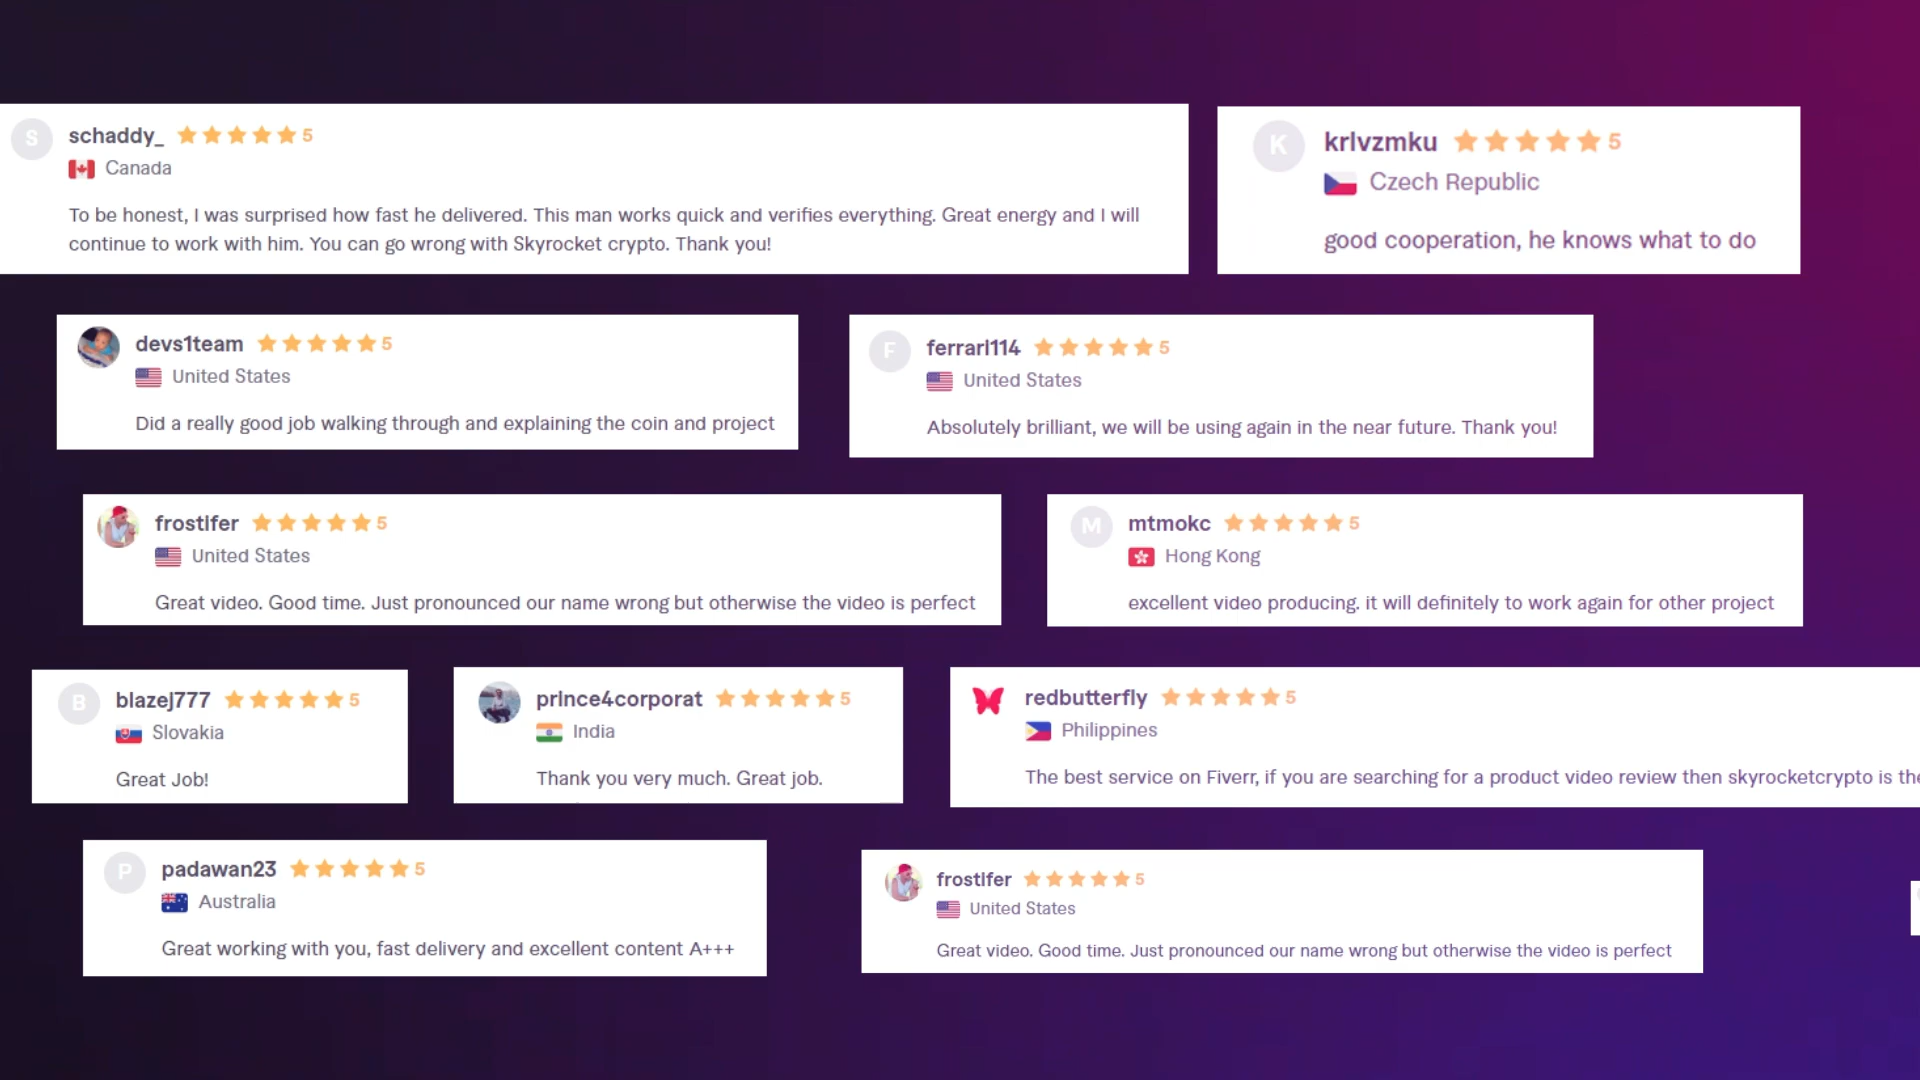 S
schaddy_ 5
Canada
To be honest, I was surprised how fast he delivered. This man works quick and verifies everything. Great energy and I will
continue to work with him. You can go wrong with Skyrocket crypto. Thank you!
K
krlvzmku 5
Czech Republic
good cooperation, he knows what to do
devs1team 5
United States
Did a really good job walking through and explaining the coin and project
F
ferrari114 5
United States
Absolutely brilliant, we will be using again in the near future. Thank you!
frostifer 5
United States
Great video. Good time. Just pronounced our name wrong but otherwise the video is perfect
M
mtmokc 5
Hong Kong
excellent video producing. it will definitely to work again for other project
B
blazej777 5
Slovakia
Great Job!
prince4corporat 5
India
Thank you very much. Great job.
redbutterfly 5
Philippines
The best service on Fiverr, if you are searching for a product video review then skyrocketcrypto is the
P
padawan23 5
Australia
Great working with you, fast delivery and excellent content A+++
frostifer 5
United States
Great video. Good time. Just pronounced our name wrong but otherwise the video is perfect